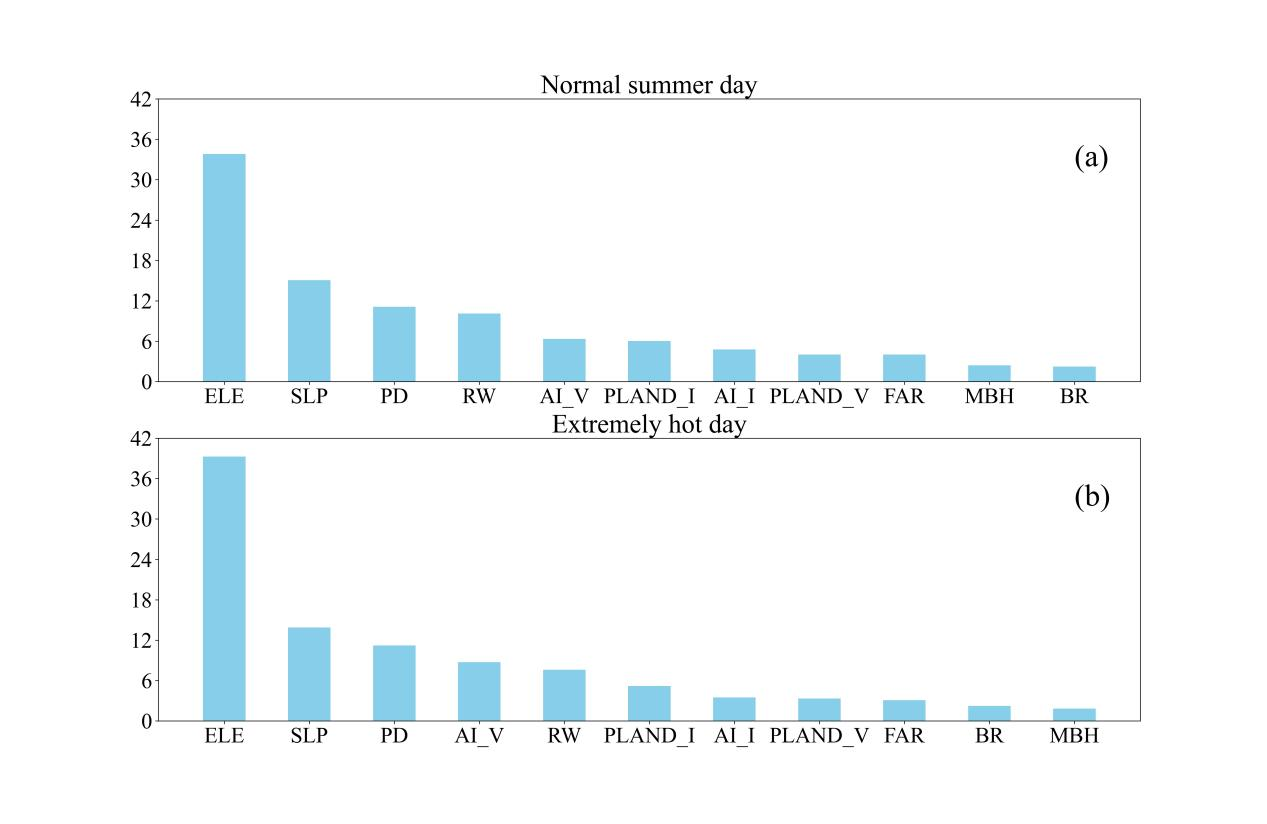 Normal summer day
42
36
30
24
18
12
6
0
(a)
ELE SLP PD RW AI_V PLAND_I AI_I PLAND_V FAR MBH BR
Extremely hot day
42
36
30
24
18
12
6
0
(b)
ELE SLP PD AI_V RW PLAND_I AI_I PLAND_V FAR BR MBH